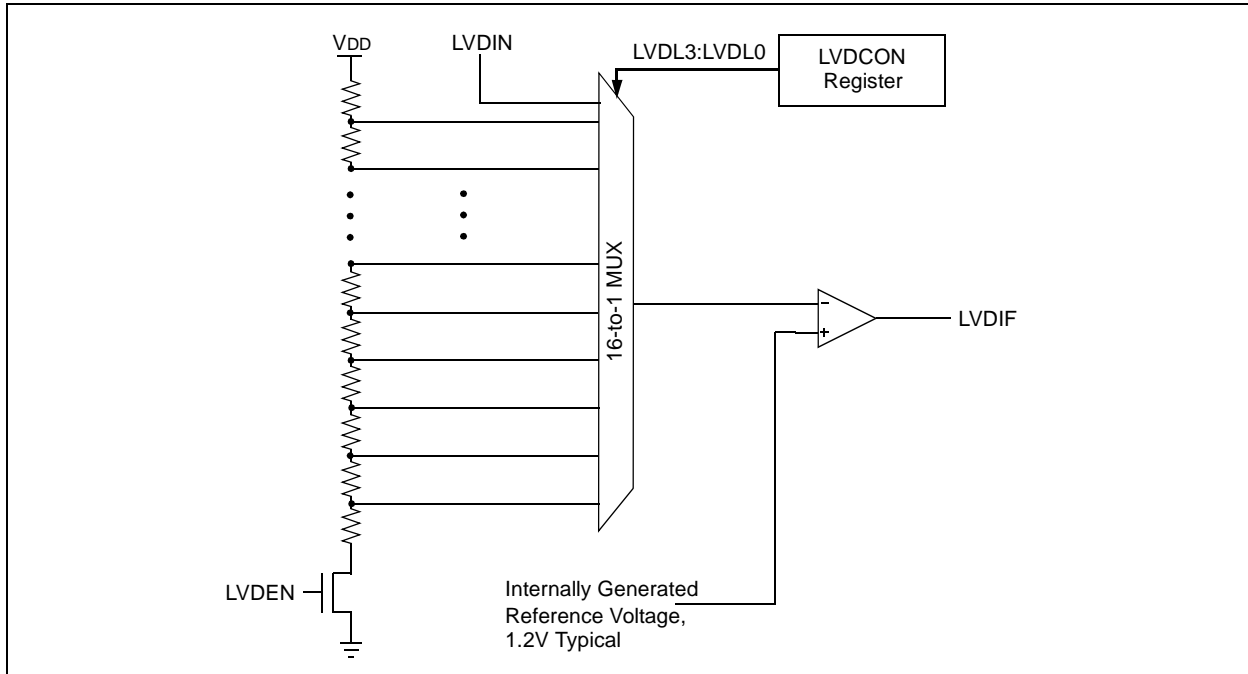 VDD
LVDIN
LVDL3:LVDL0
LVDCON
Register
16-to-1 MUX
–
+
LVDIF
LVDEN
Internally Generated
Reference Voltage,
1.2V Typical